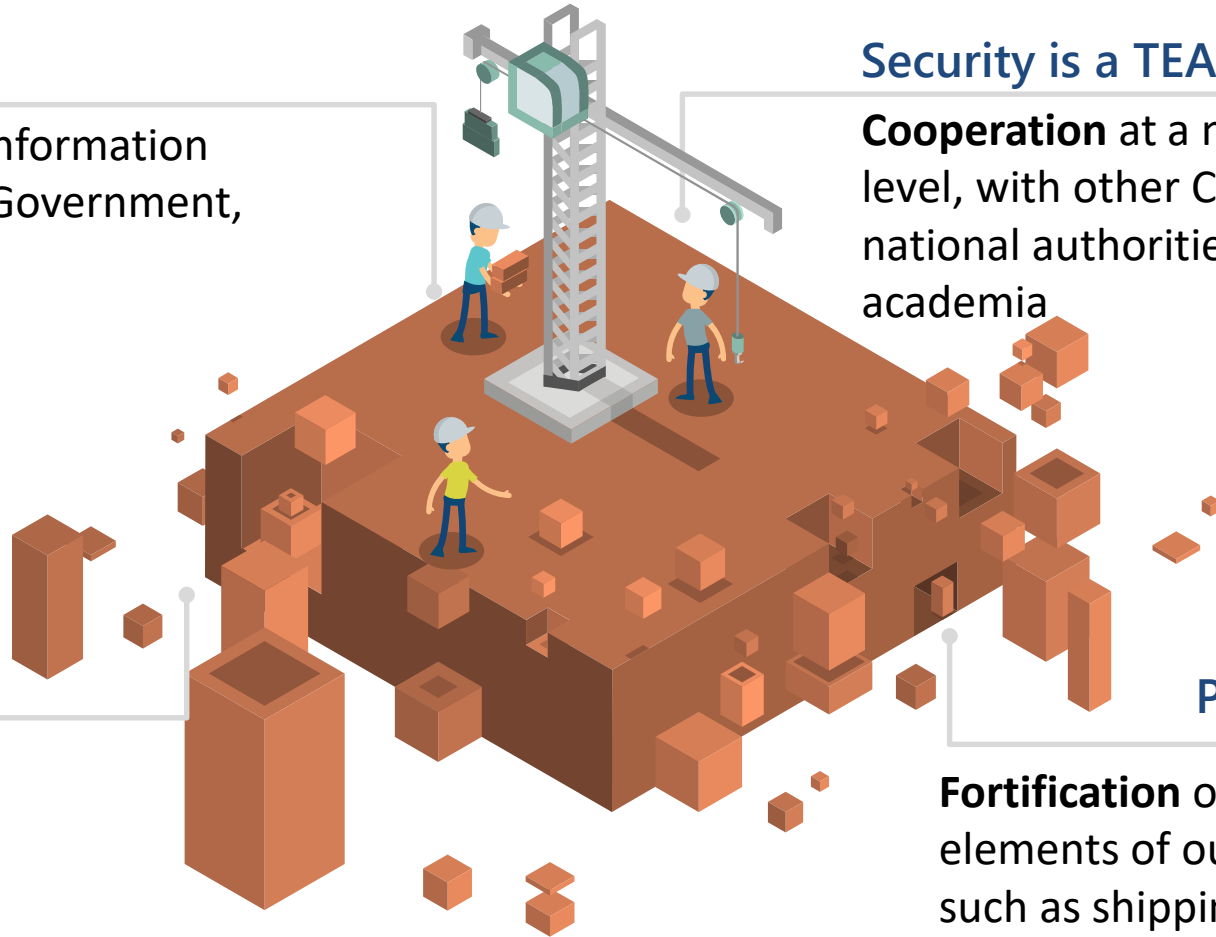 Security is a TEA
nformation
Government,
Cooperation at a n
level, with other C
national authoritie
academia
P
Fortification o
elements of ou
such as shippin